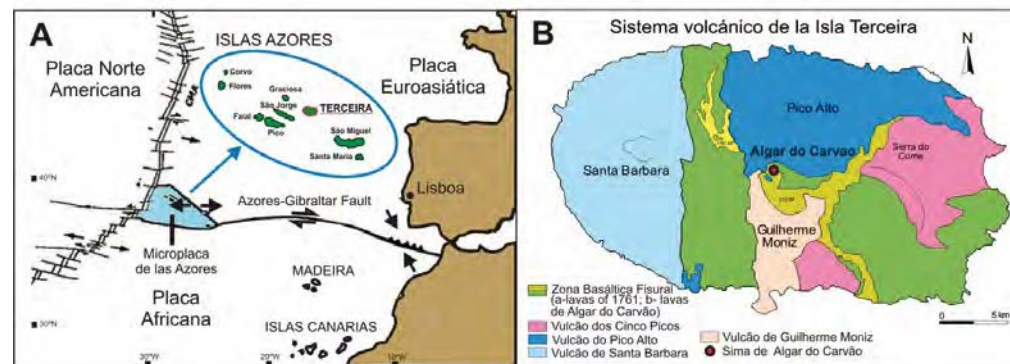 A
ISLAS AZORES
Placa Norte
Americana
CMA
Corvo
Flores
Graciosa
São Jorge
TERCEIRA
Faial
Pico
São Miguel
Santa Maria
Placa
Euroasiática
40°N
Lisboa
Azores-Gibraltar Fault
Microplaca
de las Azores
MADEIRA
Placa
Africana
30°N
ISLAS CANARIAS
20°W
B
Sistema volcánico de la Isla Terceira
N
Pico Alto
Santa Barbara
Algar do Carvao
Serra do
Cume
Guilherme
Moniz
Zona Basáltica Fisural
(a-lavas of 1761; b- lavas
de Algar do Carvão)
Vulcão dos Cinco Picos
Vulcão do Pico Alto
Vulcão de Santa Barbara
Vulcão de Guilherme Moniz
Sima de Algar do Carvão
0
5 km